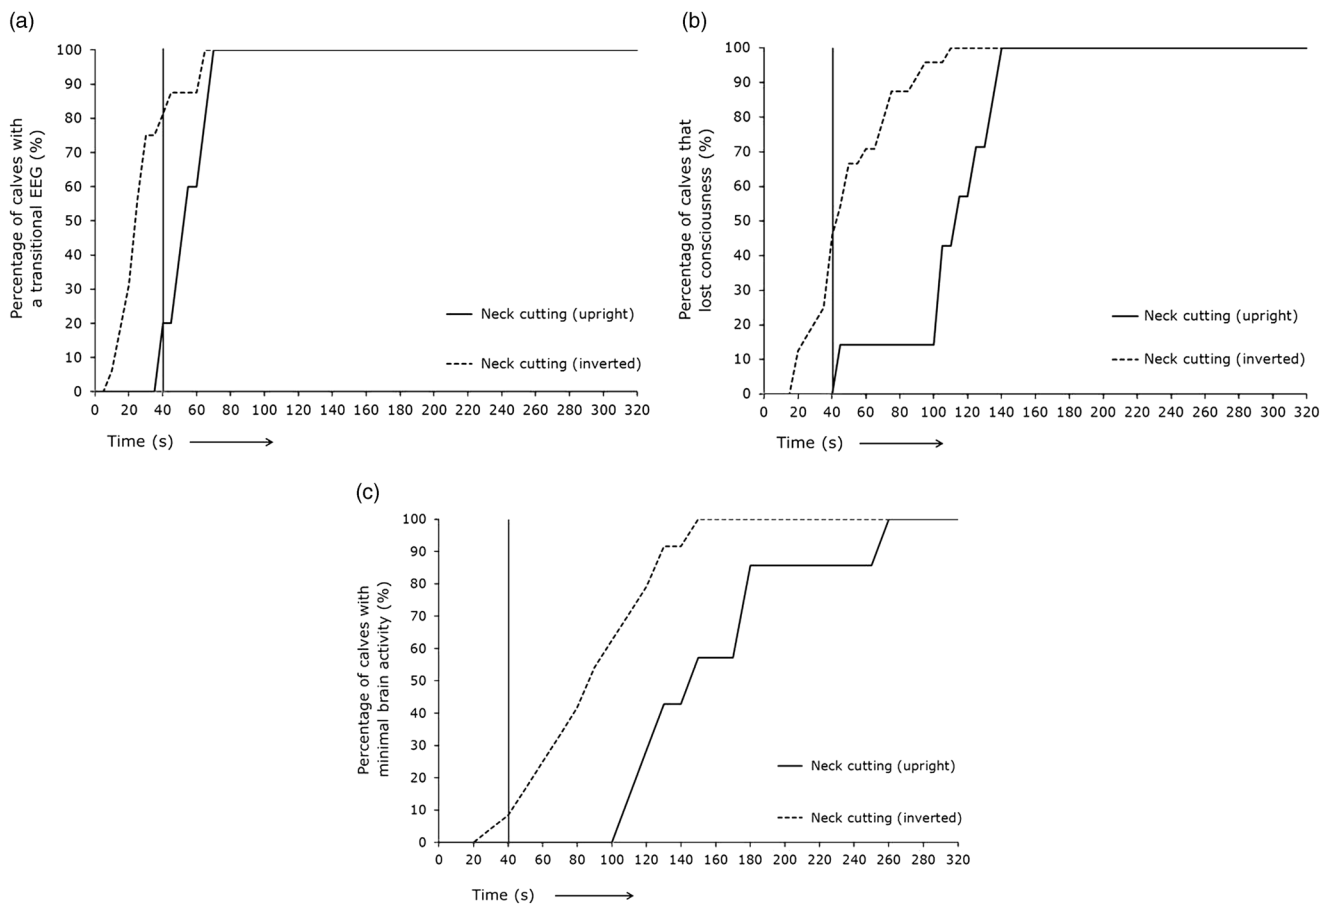 (a)
Percentage of calves with
a transitional EEG (%)
100
90
80
70
60
50
40
30
20
10
0
0 20 40 60 80 100 120 140 160 180 200 220 240 260 280 300 320
Neck cutting (upright)
Neck cutting (inverted)
Time (s)
(b)
Percentage of calves that
lost consciousness (%)
100
90
80
70
60
50
40
30
20
10
0
0 20 40 60 80 100 120 140 160 180 200 220 240 260 280 300 320
Neck cutting (upright)
Neck cutting (inverted)
Time (s)
(c)
Percentage of calves with
minimal brain activity (%)
100
90
80
70
60
50
40
30
20
10
0
0 20 40 60 80 100 120 140 160 180 200 220 240 260 280 300 320
Neck cutting (upright)
Neck cutting (inverted)
Time (s)